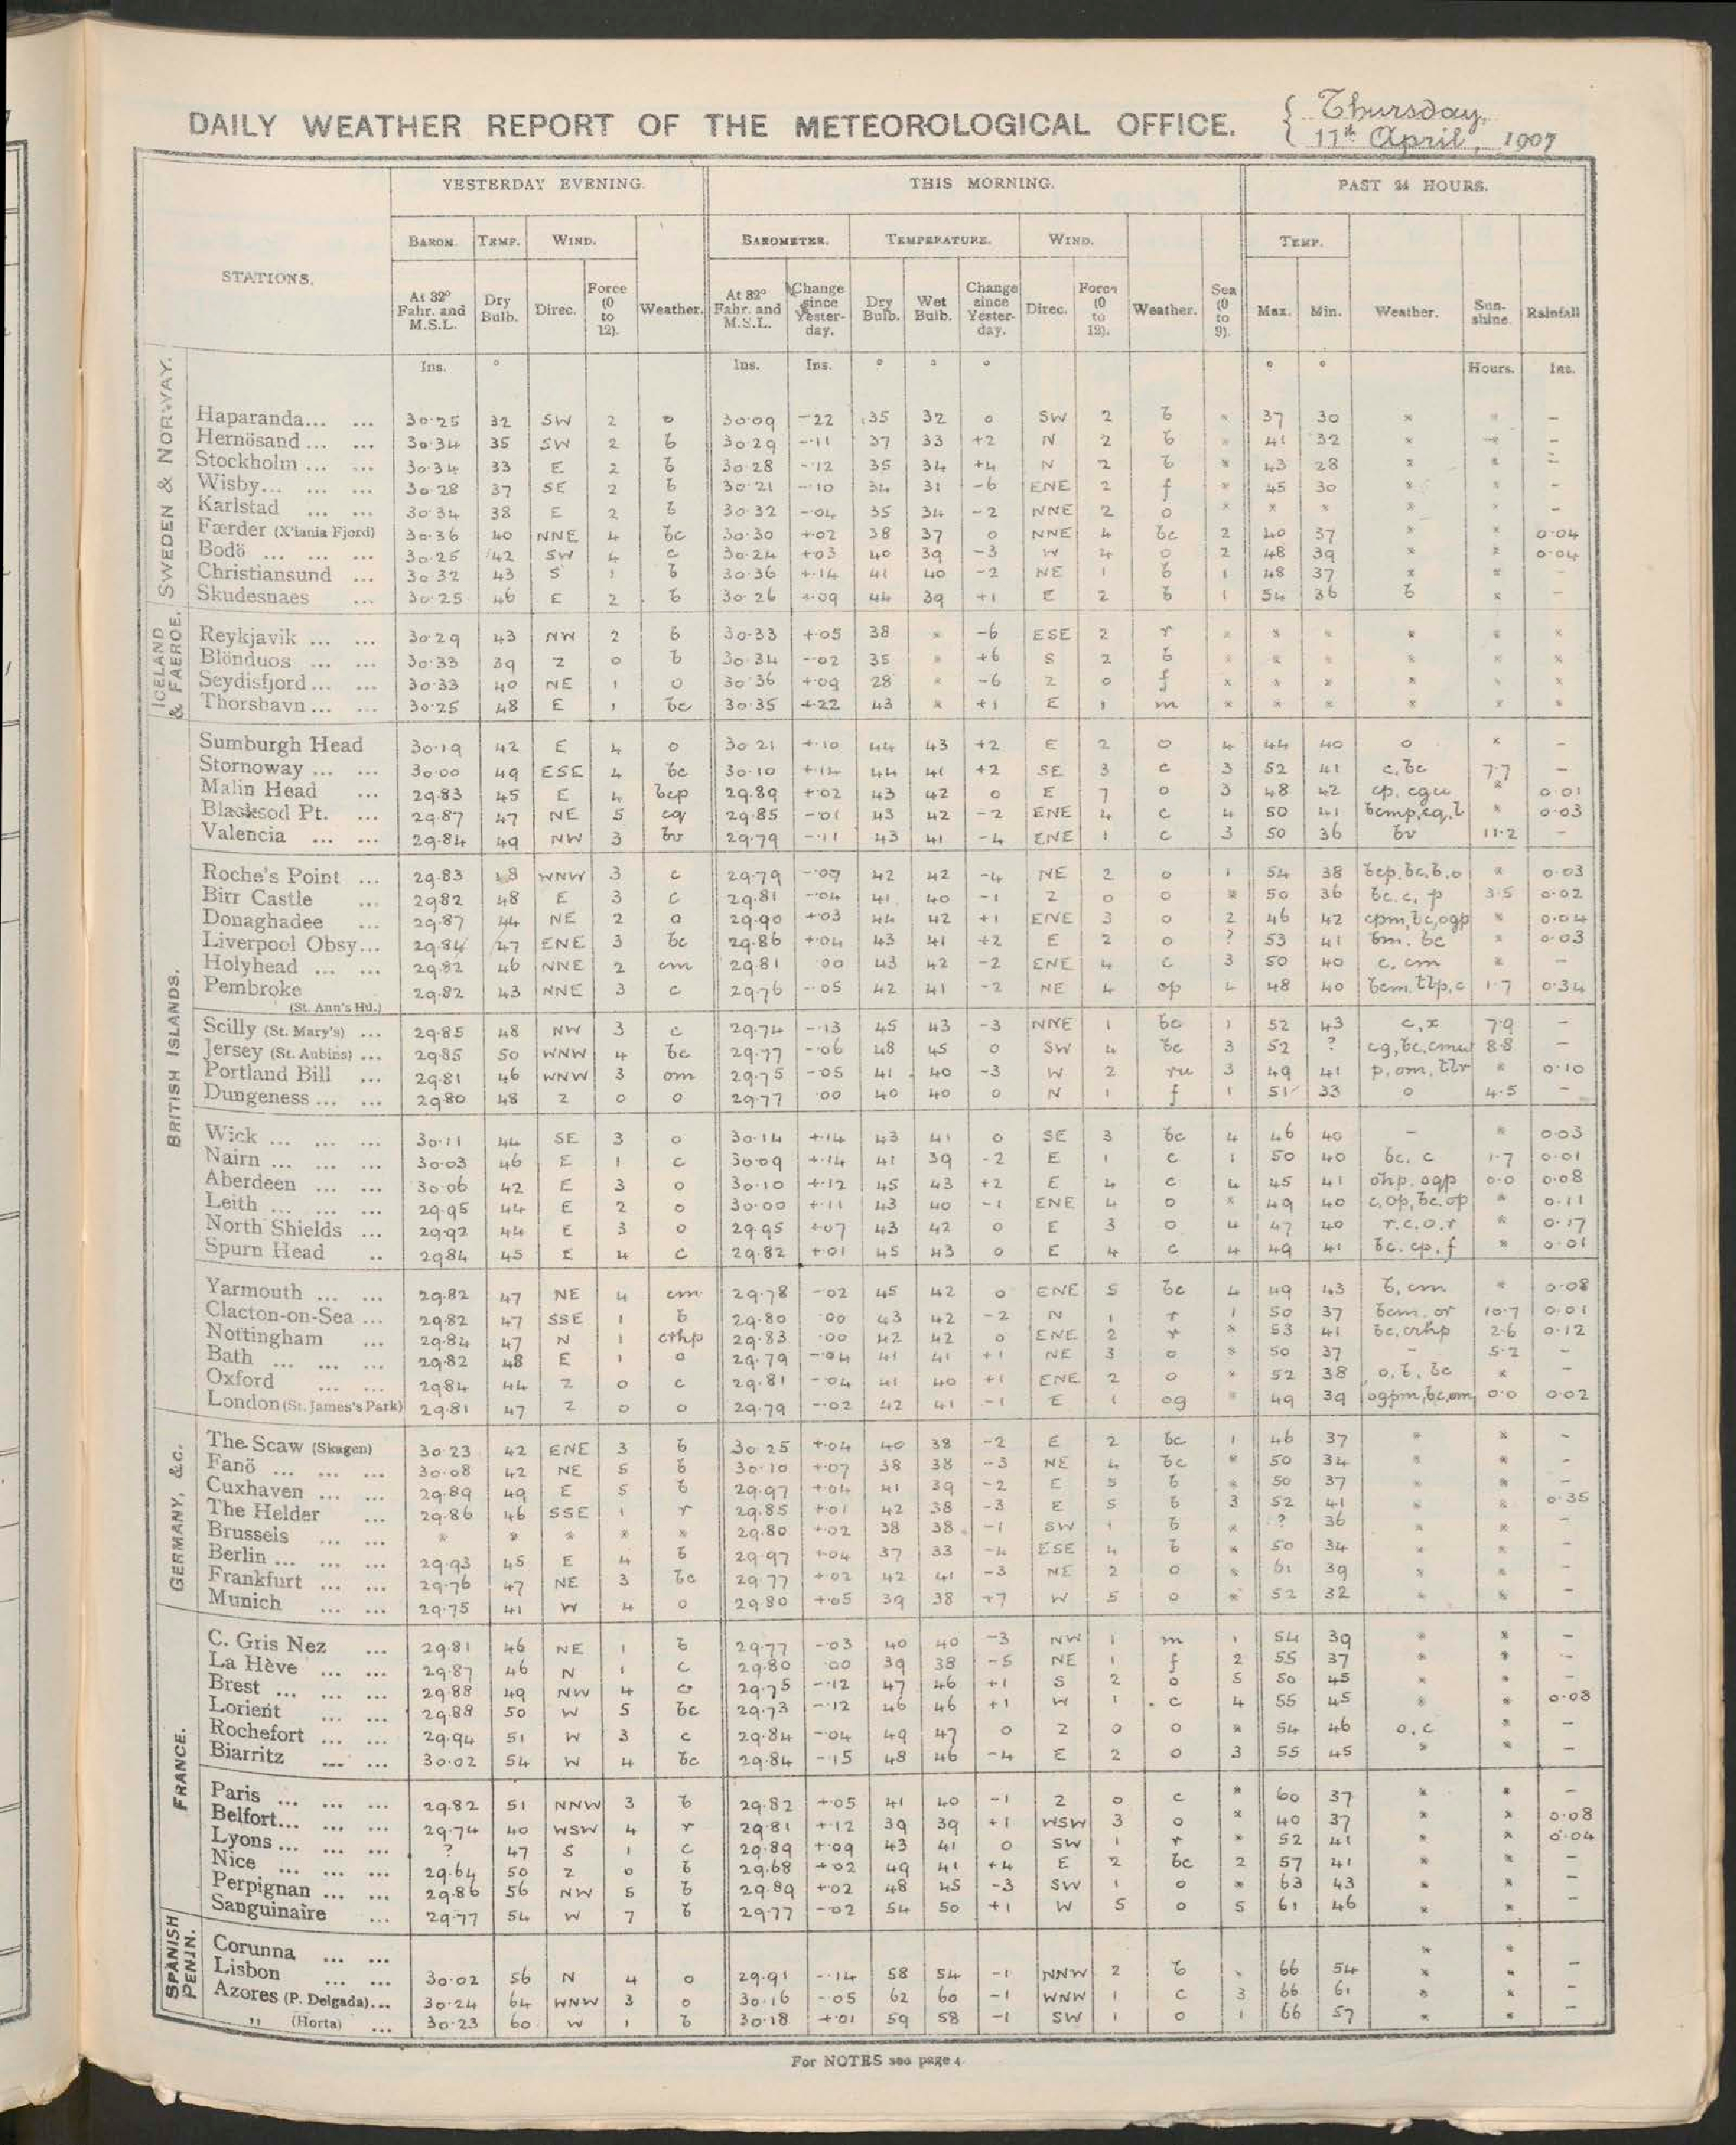 DAILY WEATHER REPORT OF THE METEOROLOGICAL OFFICE.
Thursday,
11th April, 1907
YESTERDAY EVENING. THIS MORNING. PAST 24 HOURS.
BAROM. TEMP. WIND. BAROMETER. TEMPERATURE. WIND. TEMP.
STATIONS. At 32° Fahr. and M.S.L. Dry Bulb. Direc. Force (0 to 12). Weather. At 32° Fahr. and M.S.L. Change since Yesterday. Dry Bulb. Wet Bulb. Change since Yesterday. Direc. Force (0 to 12). Weather. Sea (0 to 9). Max. Min. Weather. Sunshine. Rainfall
Ins. ° Ins. Ins. ° ° ° ° ° Hours. Ins.
SWEDEN & NORWAY.
Haparanda... ... 30·25 32 SW 2 o 30·09 -·22 35 32 0 SW 2 b * 37 30 * * –
Hernösand ... ... 30·34 35 SW 2 b 30·29 -·11 37 33 +2 N 2 b * 41 32 * * –
Stockholm ... ... 30·34 33 E 2 b 30·28 -·12 35 34 +4 N 2 b * 43 28 * * –
Wisby... ... ... 30·28 37 SE 2 b 30·21 -·10 34 31 -6 ENE 2 f * 45 30 * * –
Karlstad ... ... 30·34 38 E 2 b 30·32 -·04 35 34 -2 NNE 2 o * * * * * –
Færder (X'iania Fjord) 30·36 40 NNE 4 bc 30·30 +·02 38 37 0 NNE 4 bc 2 40 37 * * 0·04
Bodö ... ... ... 30·25 42 SW 4 c 30·24 +·03 40 39 -3 W 4 o 2 48 39 * * 0·04
Christiansund ... 30·32 43 S 1 b 30·36 +·14 41 40 -2 NE 1 b 1 48 37 * * –
Skudesnaes ... 30·25 46 E 2 b 30·26 +·09 44 39 +1 E 2 b 1 54 36 b * –
ICELAND & FAEROE.
Reykjavik ... ... 30·29 43 NW 2 b 30·33 +·05 38 * -6 ESE 2 r * * * * * *
Blönduos ... ... 30·33 39 Z 0 b 30·34 -·02 35 * +6 S 2 b * * * * * *
Seydisfjord ... ... 30·33 40 NE 1 o 30·36 +·09 28 * -6 Z 0 f * * * * * *
Thorshavn ... ... 30·25 48 E 1 bc 30·35 +·22 43 * +1 E 1 m * * * * * *
BRITISH ISLANDS.
Sumburgh Head 30·19 42 E 4 o 30·21 +·10 44 43 +2 E 2 o 4 44 40 o * –
Stornoway ... ... 30·00 49 ESE 4 bc 30·10 +·14 44 41 +2 SE 3 c 3 52 41 c, bc 7·7 –
Malin Head ... 29·83 45 E 4 bcp 29·89 +·02 43 42 0 E 7 o 3 48 42 cp, cgu * 0·01
Blacksod Pt. ... 29·87 47 NE 5 cq 29·85 -·01 43 42 -2 ENE 4 c 4 50 41 bcmp,cq,b * 0·03
Valencia ... ... 29·84 49 NW 3 bv 29·79 -·11 43 41 -4 ENE 1 c 3 50 36 bv 11·2 –
Roche's Point ... 29·83 48 WNW 3 c 29·79 -·09 42 42 -4 NE 2 o 1 54 38 bcp, bc, b, o * 0·03
Birr Castle ... 29·82 48 E 3 c 29·81 -·04 41 40 -1 Z 0 o * 50 36 bc. c, p 3·5 0·02
Donaghadee ... 29·87 44 NE 2 o 29·90 +·03 44 42 +1 ENE 3 o 2 46 42 cpm, bc, ogp * 0·04
Liverpool Obsy... 29·84 47 ENE 3 bc 29·86 +·04 43 41 +2 E 2 o ? 53 41 bm. bc * 0·03
Holyhead ... ... 29·82 46 NNE 2 cm 29·81 ·00 43 42 -2 ENE 4 c 3 50 40 c. cm * –
Pembroke (St. Ann's Hd.) 29·82 43 NNE 3 c 29·76 -·05 42 41 -2 NE 4 op 4 48 40 bcm. tlp, c 1·7 0·34
Scilly (St. Mary's) ... 29·85 48 NW 3 c 29·74 -·13 45 43 -3 NNE 1 bc 1 52 43 c, x 7·9 –
Jersey (St. Aubins) ... 29·85 50 WNW 4 bc 29·77 -·06 48 45 0 SW 4 bc 3 52 ? cg, bc, cmw 8·8 –
Portland Bill ... 29·81 46 WNW 3 om 29·75 -·05 41 40 -3 W 2 ru 3 49 41 p, om, tlr * 0·10
Dungeness ... ... 29·80 48 Z 0 o 29·77 ·00 40 40 0 N 1 f 1 51 33 o 4·5 –
Wick ... ... ... 30·11 44 SE 3 o 30·14 +·14 43 41 0 SE 3 bc 4 46 40 – * 0·03
Nairn ... ... ... 30·03 46 E 1 c 30·09 +·14 41 39 -2 E 1 c 1 50 40 bc. c 1·7 0·01
Aberdeen ... ... 30·06 42 E 3 o 30·10 +·12 45 43 +2 E 4 c 4 45 41 ohp. ogp 0·0 0·08
Leith ... ... ... 29·95 44 E 2 o 30·00 +·11 43 40 -1 ENE 4 o * 49 40 c, op, bc. op * 0·11
North Shields ... 29·92 44 E 3 o 29·95 +·07 43 42 0 E 3 o 4 47 40 r. c, o, r * 0·17
Spurn Head .. 29·84 45 E 4 c 29·82 +·01 45 43 0 E 4 c 4 49 41 bc. cp, f * 0·01
Yarmouth ... ... 29·82 47 NE 4 cm 29·78 -·02 45 42 0 ENE 5 bc 4 49 43 b, cm * 0·08
Clacton-on-Sea ... 29·82 47 SSE 1 b 29·80 ·00 43 42 -2 N 1 r 1 50 37 bcm, or 10·7 0·01
Nottingham ... 29·84 47 N 1 cthp 29·83 ·00 42 42 0 ENE 2 r * 53 41 bc, crhp 2·6 0·12
Bath ... ... ... 29·82 48 E 1 o 29·79 -·04 41 41 +1 NE 3 o * 50 37 – 5·2 –
Oxford ... ... 29·84 44 Z 0 c 29·81 -·04 41 40 +1 ENE 2 o * 52 38 o, b, bc * –
London (St. James's Park) 29·81 47 Z 0 o 29·79 -·02 42 41 -1 E 1 og * 49 39 ogpm, bc, om 0·0 0·02
GERMANY, &c.
The Scaw (Skagen) 30·23 42 ENE 3 b 30·25 +·04 40 38 -2 E 2 bc 1 46 37 * * –
Fanö ... ... ... 30·08 42 NE 5 b 30·10 +·07 38 38 -3 NE 4 bc * 50 34 * * –
Cuxhaven ... ... 29·89 49 E 5 b 29·97 +·04 41 39 -2 E 5 b * 50 37 * * –
The Helder ... 29·86 46 SSE 1 r 29·85 +·01 42 38 -3 E 5 b 3 52 41 * * 0·35
Brussels ... ... * * * * * 29·80 +·02 38 38 -1 SW 1 b * ? 36 * * –
Berlin ... ... ... 29·93 45 E 4 b 29·97 +·04 37 33 -4 ESE 4 b * 50 34 * * –
Frankfurt ... ... 29·76 47 NE 3 bc 29·77 +·02 42 41 -3 NE 2 o * 61 39 * * –
Munich ... ... 29·75 41 W 4 o 29·80 +·05 39 38 +7 W 5 o * 52 32 * * –
FRANCE.
C. Gris Nez ... 29·81 46 NE 1 b 29·77 -·03 40 40 -3 NW 1 m 1 54 39 * * –
La Hève ... ... 29·87 46 N 1 c 29·80 ·00 39 38 -5 NE 1 f 2 55 37 * * –
Brest ... ... ... 29·88 49 NW 4 o 29·75 -·12 47 46 +1 S 2 o 5 50 45 * * –
Lorient ... ... 29·88 50 W 5 bc 29·73 -·12 46 46 +1 W 1 c 4 55 45 * * 0·08
Rochefort ... ... 29·94 51 W 3 c 29·84 -·04 49 47 0 Z 0 o * 54 46 o, c * –
Biarritz ... ... 30·02 54 W 4 bc 29·84 -·15 48 46 -4 E 2 o 3 55 45 * * –
Paris ... ... ... 29·82 51 NNW 3 b 29·82 +·05 41 40 -1 Z 0 c * 60 37 * * –
Belfort... ... ... 29·74 40 WSW 4 r 29·81 +·12 39 39 +1 WSW 3 o * 40 37 * * 0·08
Lyons ... ... ... ? 47 S 1 c 29·89 +·09 43 41 0 SW 1 r * 52 41 * * 0·04
Nice ... ... ... 29·64 50 Z 0 b 29·68 +·02 49 41 +4 E 2 bc 2 57 41 * * –
Perpignan ... ... 29·86 56 NW 5 b 29·89 +·02 48 45 -3 SW 1 o * 63 43 * * –
Sanguinaire ... 29·77 54 W 7 b 29·77 -·02 54 50 +1 W 5 o 5 61 46 * * –
SPANISH PENIN.
Corunna ... ... * *
Lisbon ... ... 30·02 56 N 4 o 29·91 -·14 58 54 -1 NNW 2 b * 66 54 * * –
Azores (P. Delgada)... 30·24 64 WNW 3 o 30·16 -·05 62 60 -1 WNW 1 c 3 66 61 * * –
" (Horta) ... 30·23 60 W 1 b 30·18 +·01 59 58 -1 SW 1 o 1 66 57 * * –
For NOTES see page 4.